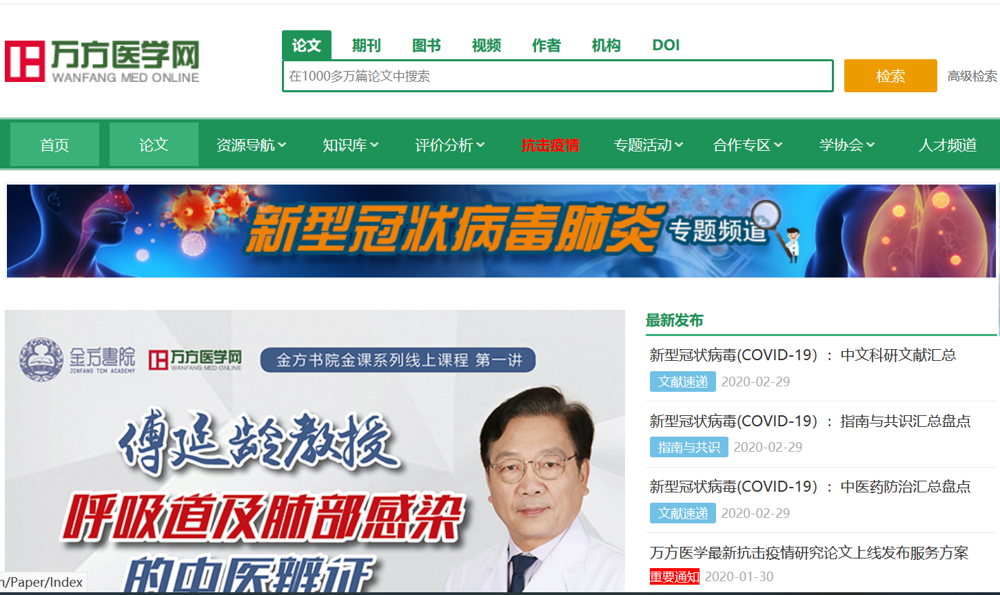 论文 期刊 图书 视频 作者 机构 DOI
万方医学网
WANFANG MED ONLINE
在1000多万篇论文中搜索 检索 高级检索
首页 论文 资源导航 知识库 评价分析 抗击疫情 专题活动 合作专区 学协会 人才频道
新型冠状病毒肺炎 专题频道
金方書院 JINFANG TCM ACADEMY 万方医学网 WANFANG MED ONLINE 金方书院金课系列线上课程 第一讲
傅延龄教授
呼吸道及肺部感染
的中医辨证
最新发布
新型冠状病毒(COVID-19）：中文科研文献汇总
文献速递 2020-02-29
新型冠状病毒(COVID-19）：指南与共识汇总盘点
指南与共识 2020-02-29
新型冠状病毒(COVID-19）：中医药防治汇总盘点
文献速递 2020-02-29
万方医学最新抗击疫情研究论文上线发布服务方案
重要通知 2020-01-30
n/Paper/Index